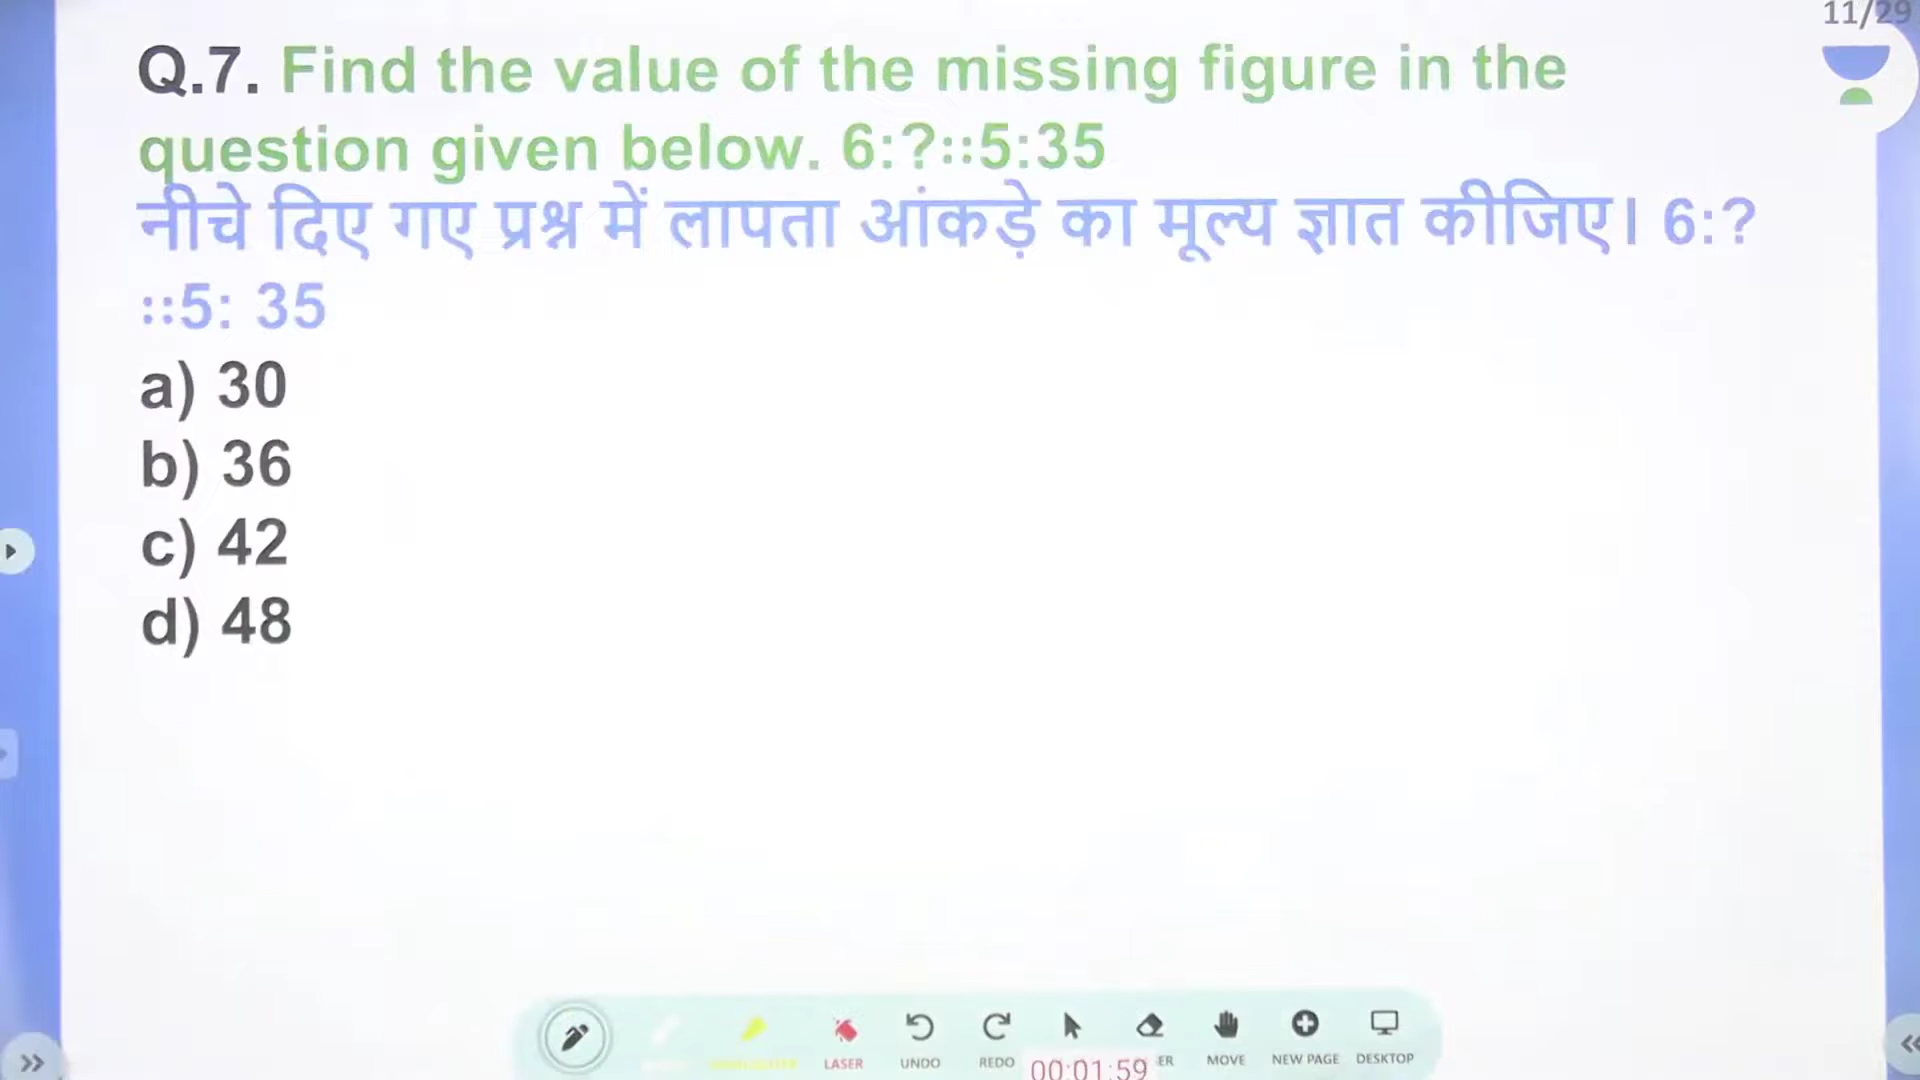 11/29
Q.7. Find the value of the missing figure in the
question given below. 6:?::5:35
नीचे दिए गए प्रश्न में लापता आंकड़े का मूल्य ज्ञात कीजिए। 6:?
::5: 35
a) 30
b) 36
c) 42
d) 48
LASER UNDO REDO ER MOVE NEW PAGE DESKTOP
00:01:59